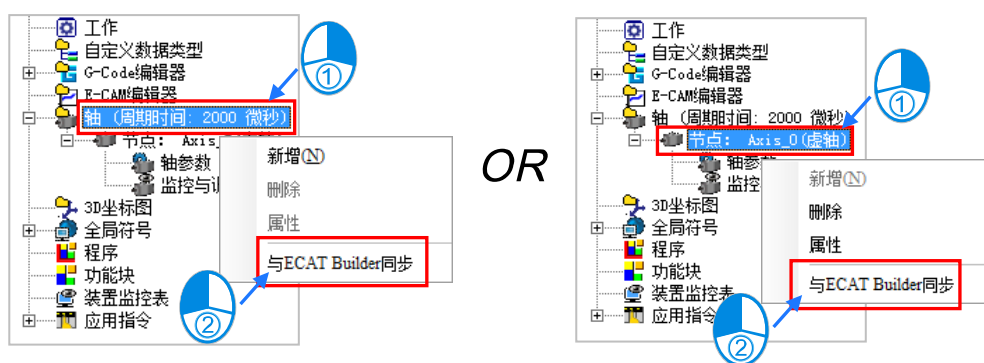 工作
自定义数据类型
G-Code编辑器
E-CAM编辑器
轴 (周期时间: 2000 微秒)
节点: Axis_
轴参数
监控与
3D坐标图
全局符号
程序
功能块
装置监控表
应用指令
新增(N)
删除
属性
与ECAT Builder同步
①
②
OR
工作
自定义数据类型
G-Code编辑器
E-CAM编辑器
轴 (周期时间: 2000 微秒)
节点: Axis_0(虚轴)
轴参
监控
3D坐标图
全局符号
程序
功能块
装置监控表
应用指令
新增(N)
删除
属性
与ECAT Builder同步
①
②